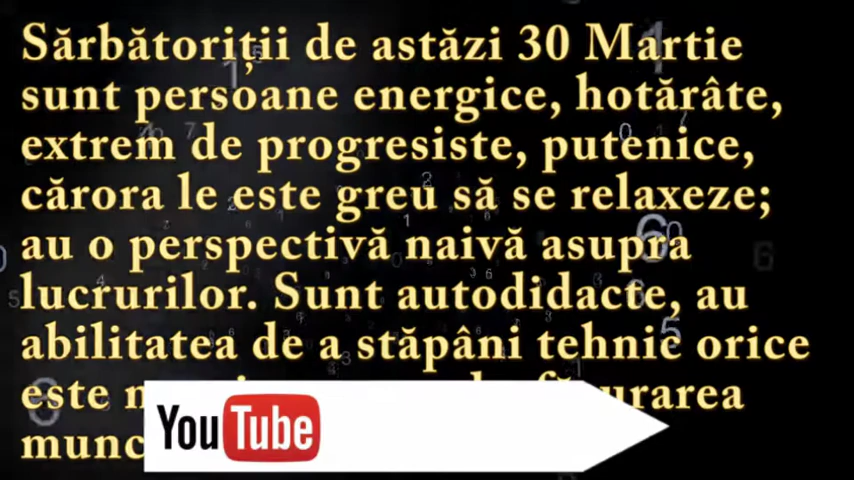 Sărbătoriții de astăzi 30 Martie
sunt persoane energice, hotărâte,
extrem de progresiste, putenice,
cărora le este greu să se relaxeze;
au o perspectivă naivă asupra
lucrurilor. Sunt autodidacte, au
abilitatea de a stăpâni tehnic orice
este
YouTube